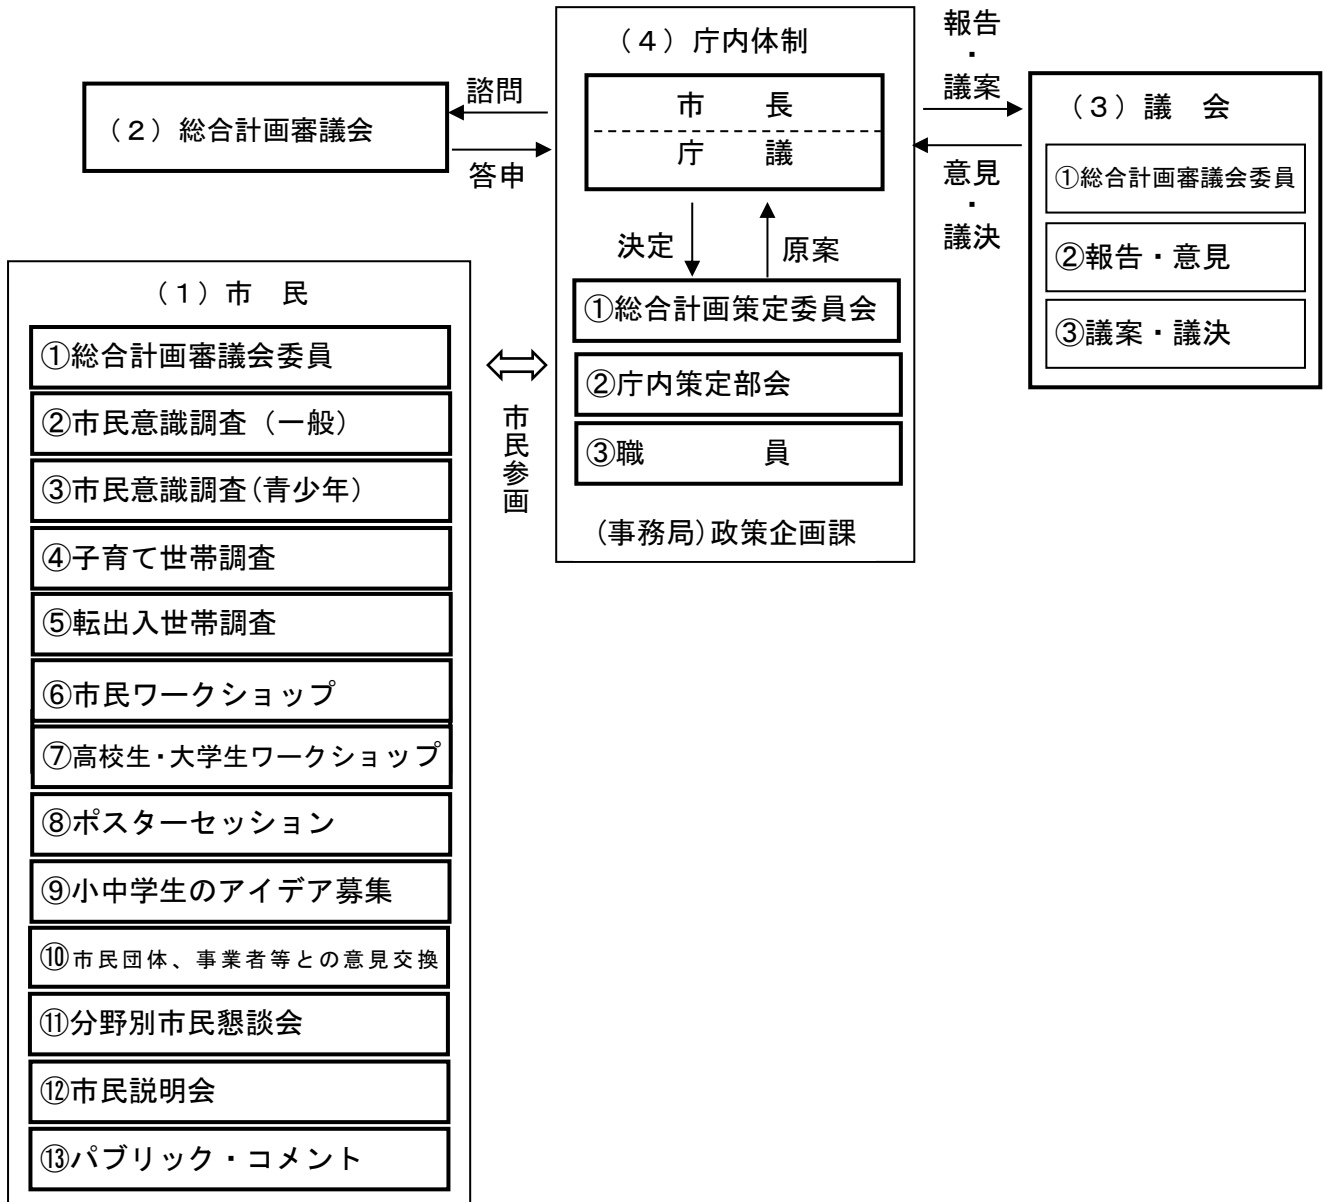 （４）庁内体制
市　　長
庁　　議
決定
原案
①総合計画策定委員会
②庁内策定部会
③職　　　　員
(事務局)政策企画課
諮問
（２）総合計画審議会
答申
報告
・
議案
意見
・
議決
（３）議　会
①総合計画審議会委員
②報告・意見
③議案・議決
（１）市　民
①総合計画審議会委員
②市民意識調査（一般）
③市民意識調査(青少年）
④子育て世帯調査
⑤転出入世帯調査
⑥市民ワークショップ
⑦高校生・大学生ワークショップ
⑧ポスターセッション
⑨小中学生のアイデア募集
⑩市民団体、事業者等との意見交換
⑪分野別市民懇談会
⑫市民説明会
⑬パブリック・コメント
市民参画